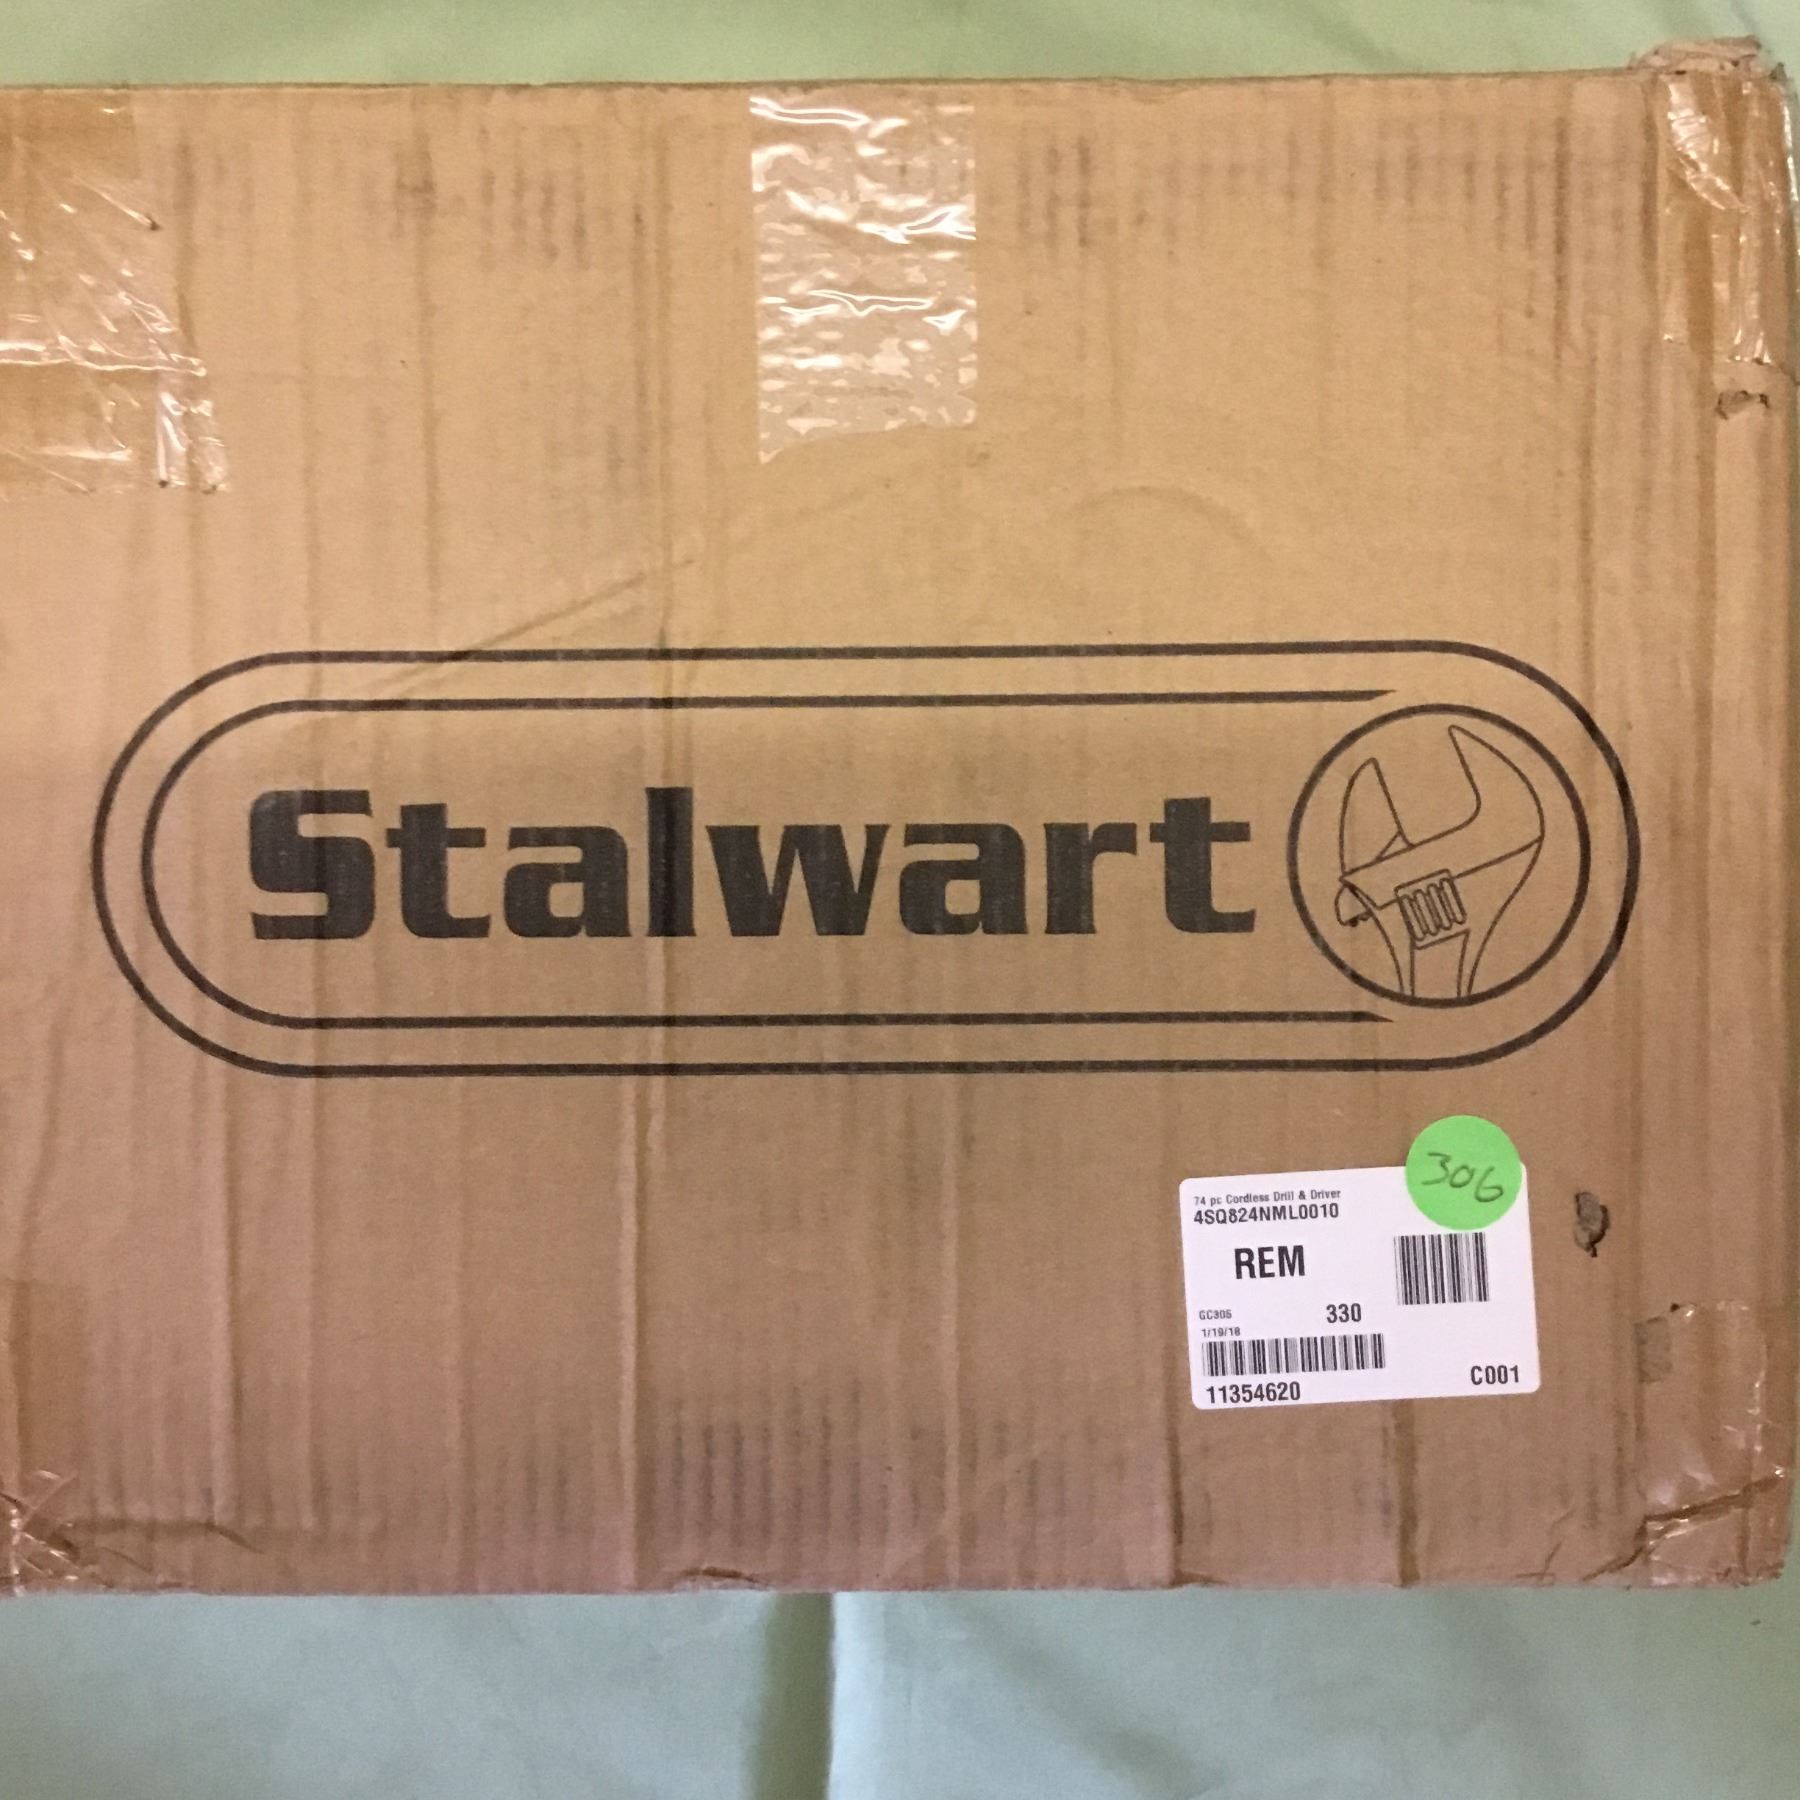 Stalwart
306
74 pc Cordless Drill & Driver
4SQ824NML0010
REM
GC306
330
1/19/18
11354620
C001